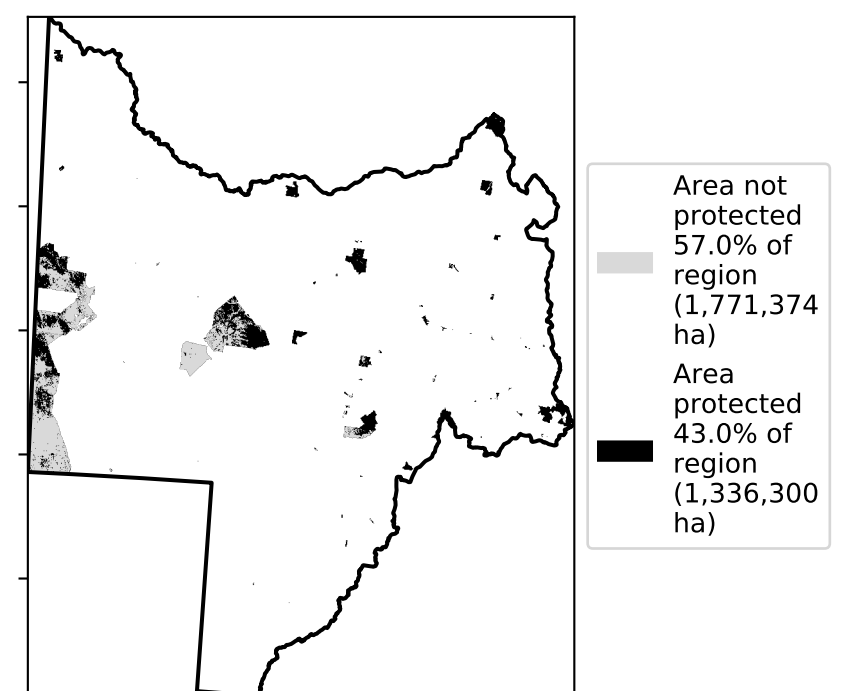 Area not
protected
57.0% of
region
(1,771,374
ha)
Area
protected
43.0% of
region
(1,336,300
ha)